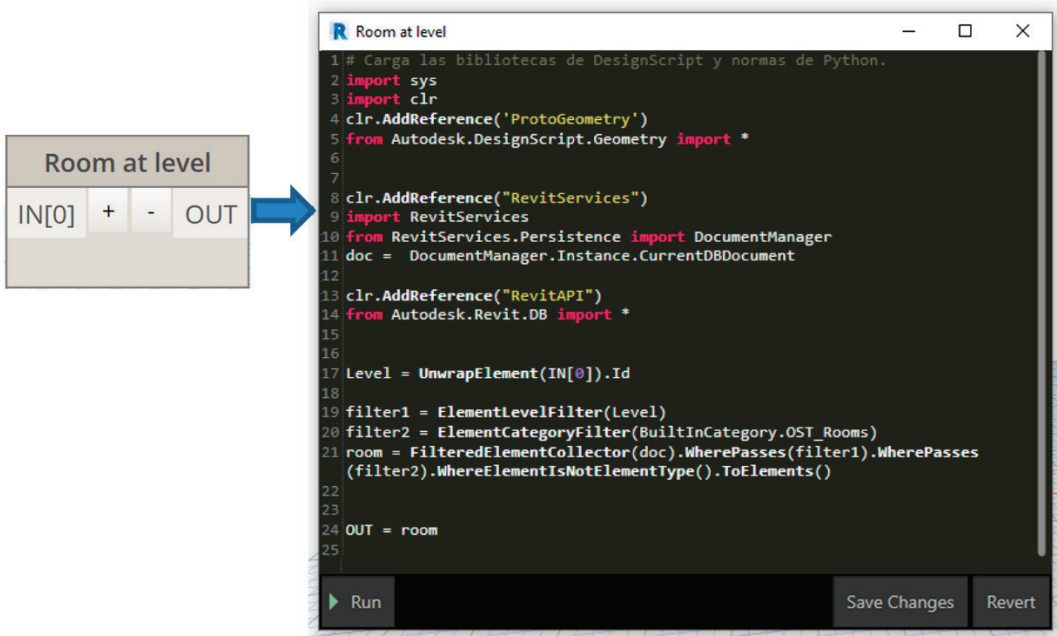 Room at level
IN[0] + - OUT
Room at level
1 # Carga las bibliotecas de DesignScript y normas de Python.
2 import sys
3 import clr
4 clr.AddReference('ProtoGeometry')
5 from Autodesk.DesignScript.Geometry import *
6
7
8 clr.AddReference("RevitServices")
9 import RevitServices
10 from RevitServices.Persistence import DocumentManager
11 doc =  DocumentManager.Instance.CurrentDBDocument
12
13 clr.AddReference("RevitAPI")
14 from Autodesk.Revit.DB import *
15
16
17 Level = UnwrapElement(IN[0]).Id
18
19 filter1 = ElementLevelFilter(Level)
20 filter2 = ElementCategoryFilter(BuiltInCategory.OST_Rooms)
21 room = FilteredElementCollector(doc).WherePasses(filter1).WherePasses
(filter2).WhereElementIsNotElementType().ToElements()
22
23
24 OUT = room
25
Run Save Changes Revert